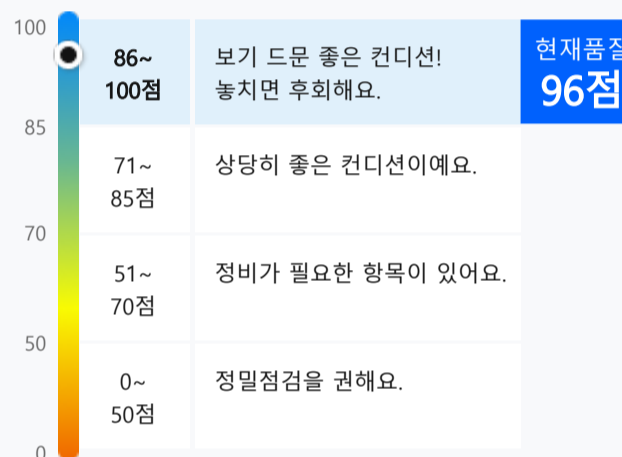 100
86~
100점
보기 드문 좋은 컨디션!
놓치면 후회해요.
현재품질
96점
85
71~
85점
상당히 좋은 컨디션이예요.
70
51~
70점
정비가 필요한 항목이 있어요.
50
0~
50점
정밀점검을 권해요.
0